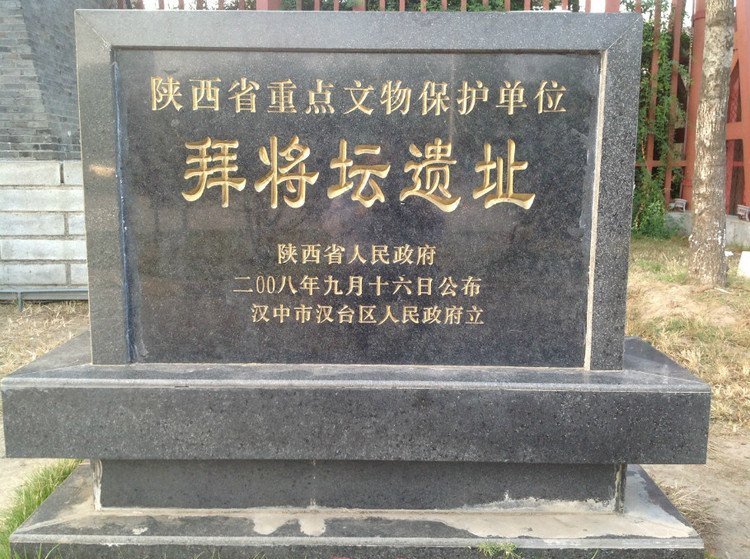 陕西省重点文物保护单位
拜将坛遗址
陕西省人民政府
二00八年九月十六日公布
汉中市汉台区人民政府立